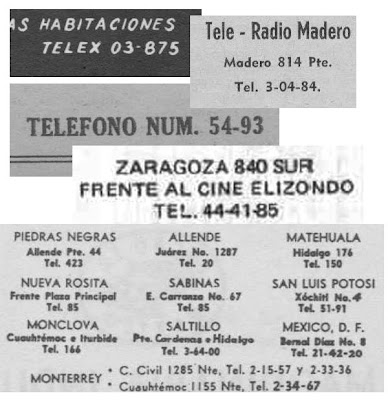 AS HABITACIONES
TELEX 03-875
Tele - Radio Madero
Madero 814 Pte.
Tel. 3-04-84.
TELEFONO NUM. 54-93
ZARAGOZA 840 SUR
FRENTE AL CINE ELIZONDO
TEL. 44-41-85
PIEDRAS NEGRAS
Allende Pte. 44
Tel. 423
ALLENDE
Juárez No. 1287
Tel. 20
MATEHUALA
Hidalgo 176
Tel. 150
NUEVA ROSITA
Frente Plaza Principal
Tel. 85
SABINAS
E. Carranza No. 67
Tel. 85
SAN LUIS POTOSI
Xóchitl No. 4
Tel. 51-91
MONCLOVA
Cuauhtémoc e Iturbide
Tel. 166
SALTILLO
Pte. Cardenas e Hidalgo
Tel. 3-64-00
MEXICO, D. F.
Bernal Díaz No. 8
Tel. 21-42-20
MONTERREY • C. Civil 1285 Nte, Tel. 2-15-57 y 2-33-36
• Cuauhtémoc 1155 Nte, Tel. 2-34-67